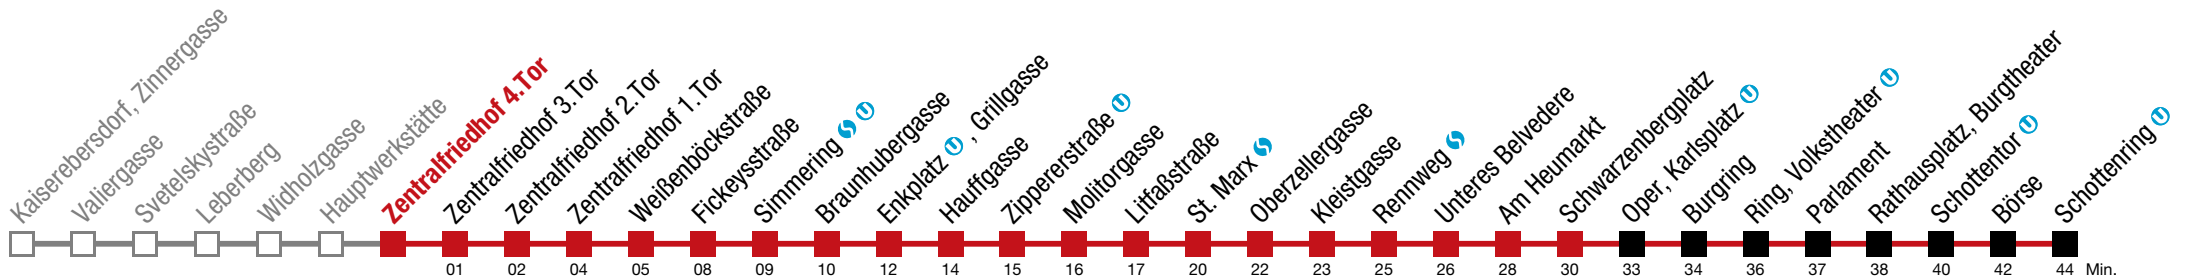 Kaiserebersdorf, Zinnergasse
Valiergasse
Svetelskystraße
Leberberg
Widholzgasse
Hauptwerkstätte
Zentralfriedhof 4.Tor
Zentralfriedhof 3.Tor
Zentralfriedhof 2.Tor
Zentralfriedhof 1.Tor
Weißenböckstraße
Fickeysstraße
Simmering S U
Braunhubergasse
Enkplatz U , Grillgasse
Hauffgasse
Zippererstraße U
Molitorgasse
Litfaßstraße
St. Marx S
Oberzellergasse
Kleistgasse
Rennweg S
Unteres Belvedere
Am Heumarkt
Schwarzenbergplatz
Oper, Karlsplatz U
Burgring
Ring, Volkstheater U
Parlament
Rathausplatz, Burgtheater
Schottentor U
Börse
Schottenring U
01 02 04 05 08 09 10 12 14 15 16 17 20 22 23 25 26 28 30 33 34 36 37 38 40 42 44 Min.